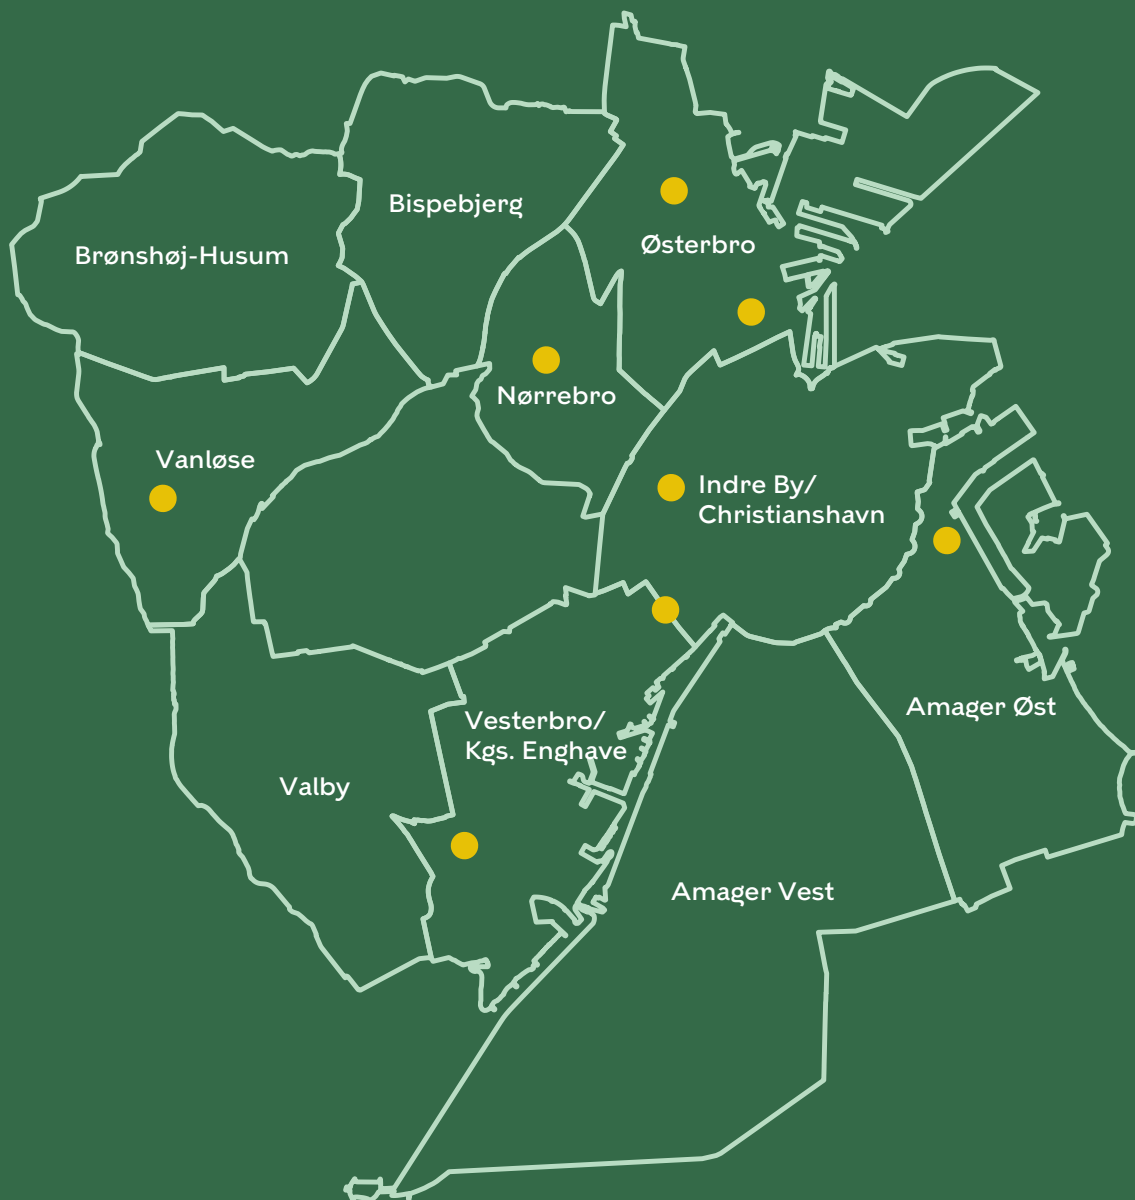 Bispebjerg
Brønshøj-Husum
Østerbro
Nørrebro
Vanløse
Indre By/
Christianshavn
Amager Øst
Vesterbro/
Kgs. Enghave
Valby
Amager Vest